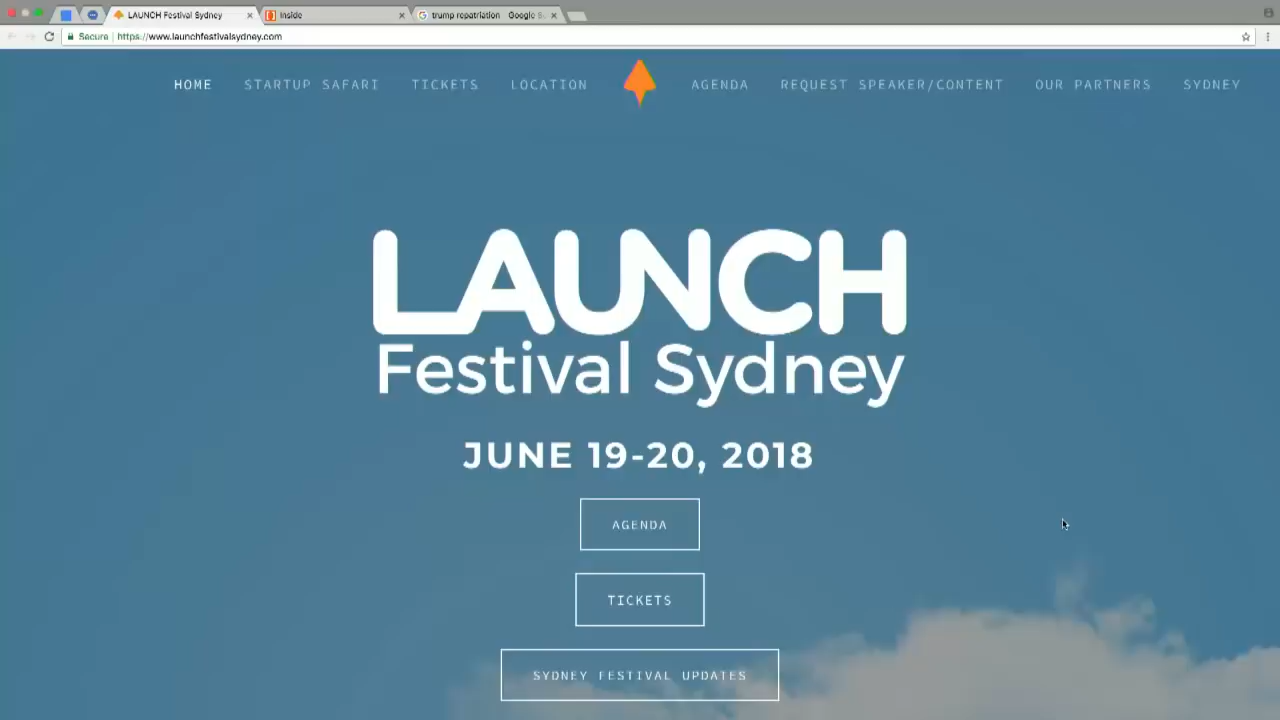 LAUNCH Festival Sydney
Inside
trump repatriation - Google
Secure
https://www.launchfestivalsydney.com
HOME
STARTUP SAFARI
TICKETS
LOCATION
AGENDA
REQUEST SPEAKER/CONTENT
OUR PARTNERS
SYDNEY
LAUNCH
Festival Sydney
JUNE 19-20, 2018
AGENDA
TICKETS
SYDNEY FESTIVAL UPDATES